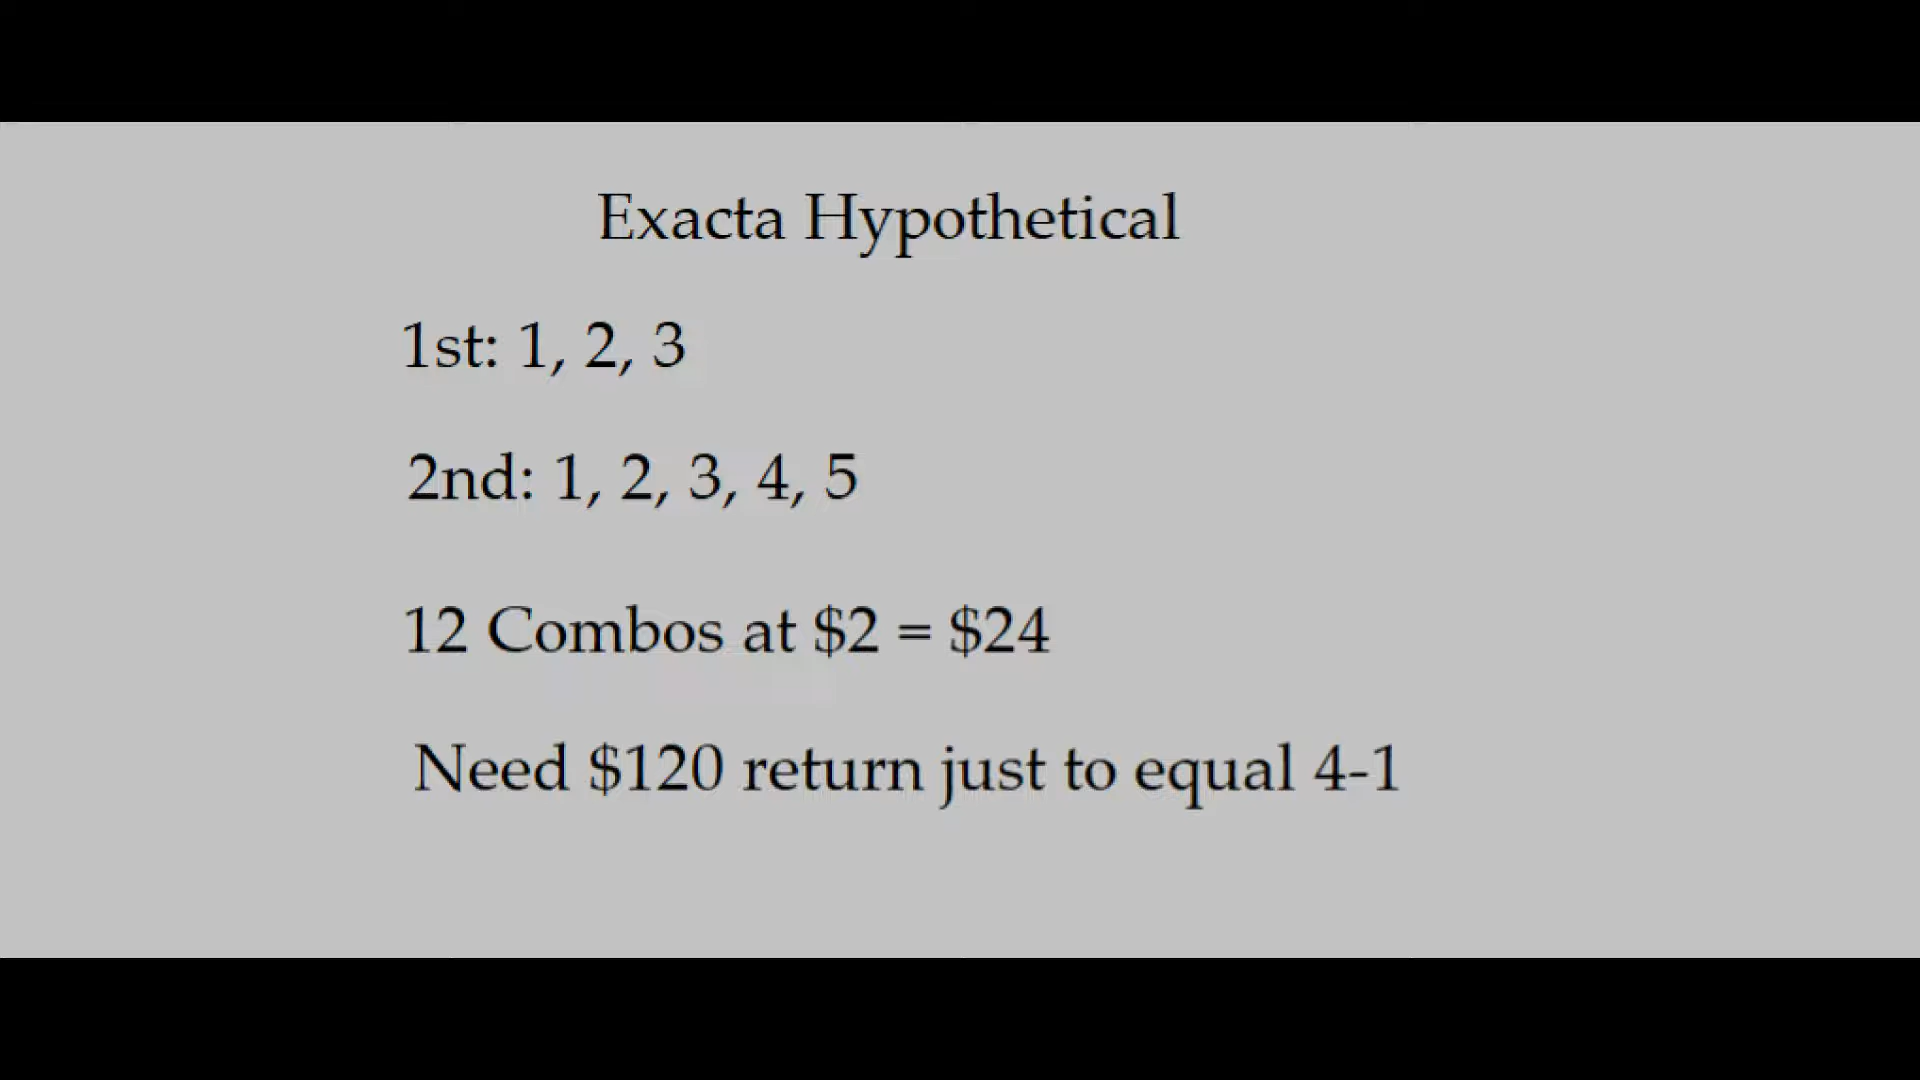 Exacta Hypothetical
1st: 1, 2, 3
2nd: 1, 2, 3, 4, 5
12 Combos at $2 = $24
Need $120 return just to equal 4-1